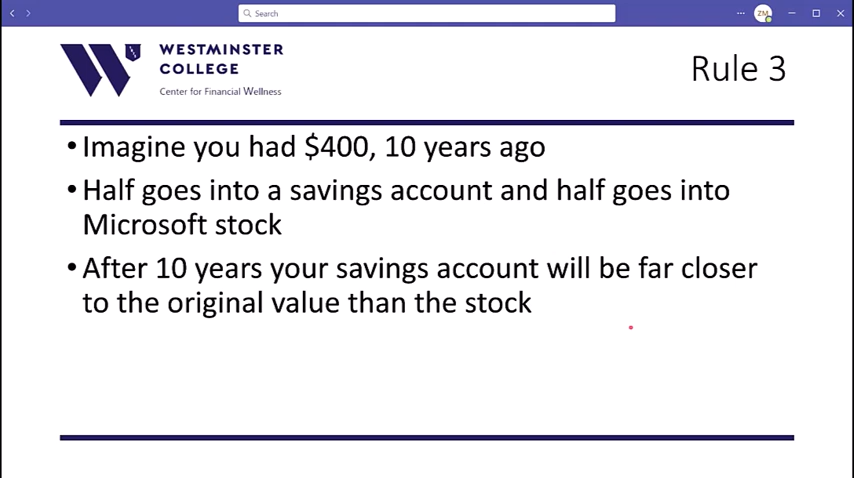 Search
ZM
WESTMINSTER
COLLEGE
Center for Financial Wellness
Rule 3
• Imagine you had $400, 10 years ago
• Half goes into a savings account and half goes into
Microsoft stock
• After 10 years your savings account will be far closer
to the original value than the stock